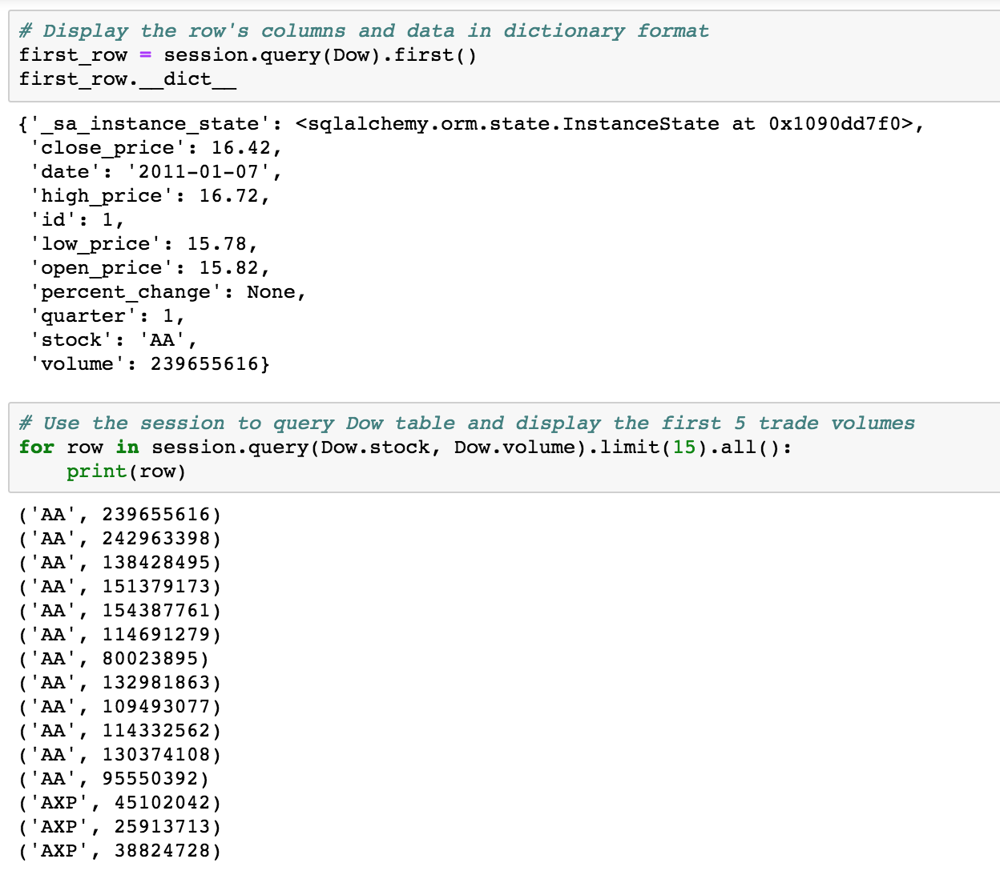 # Display the row's columns and data in dictionary format
first_row = session.query(Dow).first()
first_row.__dict__
{'_sa_instance_state': <sqlalchemy.orm.state.InstanceState at 0x1090dd7f0>,
 'close_price': 16.42,
 'date': '2011-01-07',
 'high_price': 16.72,
 'id': 1,
 'low_price': 15.78,
 'open_price': 15.82,
 'percent_change': None,
 'quarter': 1,
 'stock': 'AA',
 'volume': 239655616}
# Use the session to query Dow table and display the first 5 trade volumes
for row in session.query(Dow.stock, Dow.volume).limit(15).all():
    print(row)
('AA', 239655616)
('AA', 242963398)
('AA', 138428495)
('AA', 151379173)
('AA', 154387761)
('AA', 114691279)
('AA', 80023895)
('AA', 132981863)
('AA', 109493077)
('AA', 114332562)
('AA', 130374108)
('AA', 95550392)
('AXP', 45102042)
('AXP', 25913713)
('AXP', 38824728)